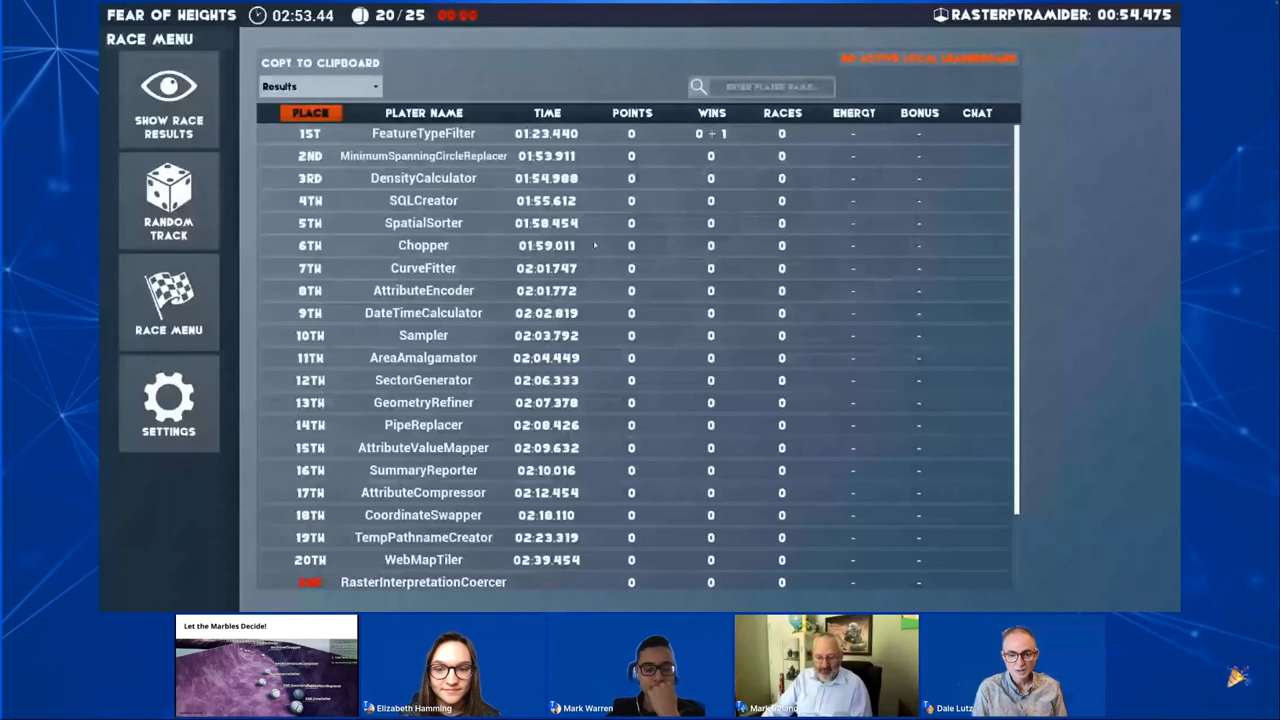 FEAR OF HEIGHTS 02:53.44 20/25 00:00 RASTERPYRAMIDER: 00:54.475
RACE MENU
SHOW RACE
RESULTS
RANDOM
TRACK
RACE MENU
SETTINGS
COPY TO CLIPBOARD
NO ACTIVE LOCAL LEADERBOARD
Results
ENTER PLAYER NAME...
PLACE PLAYER NAME TIME POINTS WINS RACES ENERGY BONUS CHAT
1ST FeatureTypeFilter 01:23.440 0 0 + 1 0 - -
2ND MinimumSpanningCircleReplacer 01:53.911 0 0 0 - -
3RD DensityCalculator 01:54.988 0 0 0 - -
4TH SQLCreator 01:55.612 0 0 0 - -
5TH SpatialSorter 01:58.454 0 0 0 - -
6TH Chopper 01:59.011 0 0 0 - -
7TH CurveFitter 02:01.747 0 0 0 - -
8TH AttributeEncoder 02:01.772 0 0 0 - -
9TH DateTimeCalculator 02:02.819 0 0 0 - -
10TH Sampler 02:03.792 0 0 0 - -
11TH AreaAmalgamator 02:04.449 0 0 0 - -
12TH SectorGenerator 02:06.333 0 0 0 - -
13TH GeometryRefiner 02:07.378 0 0 0 - -
14TH PipeReplacer 02:08.426 0 0 0 - -
15TH AttributeValueMapper 02:09.632 0 0 0 - -
16TH SummaryReporter 02:10.016 0 0 0 - -
17TH AttributeCompressor 02:12.454 0 0 0 - -
18TH CoordinateSwapper 02:18.110 0 0 0 - -
19TH TempPathnameCreator 02:23.319 0 0 0 - -
20TH WebMapTiler 02:39.454 0 0 0 - -
DNF RasterInterpretationCoercer 0 0 0 - -
Let the Marbles Decide!
Elizabeth Hamming
Mark Warren
Mark
Dale Lutz